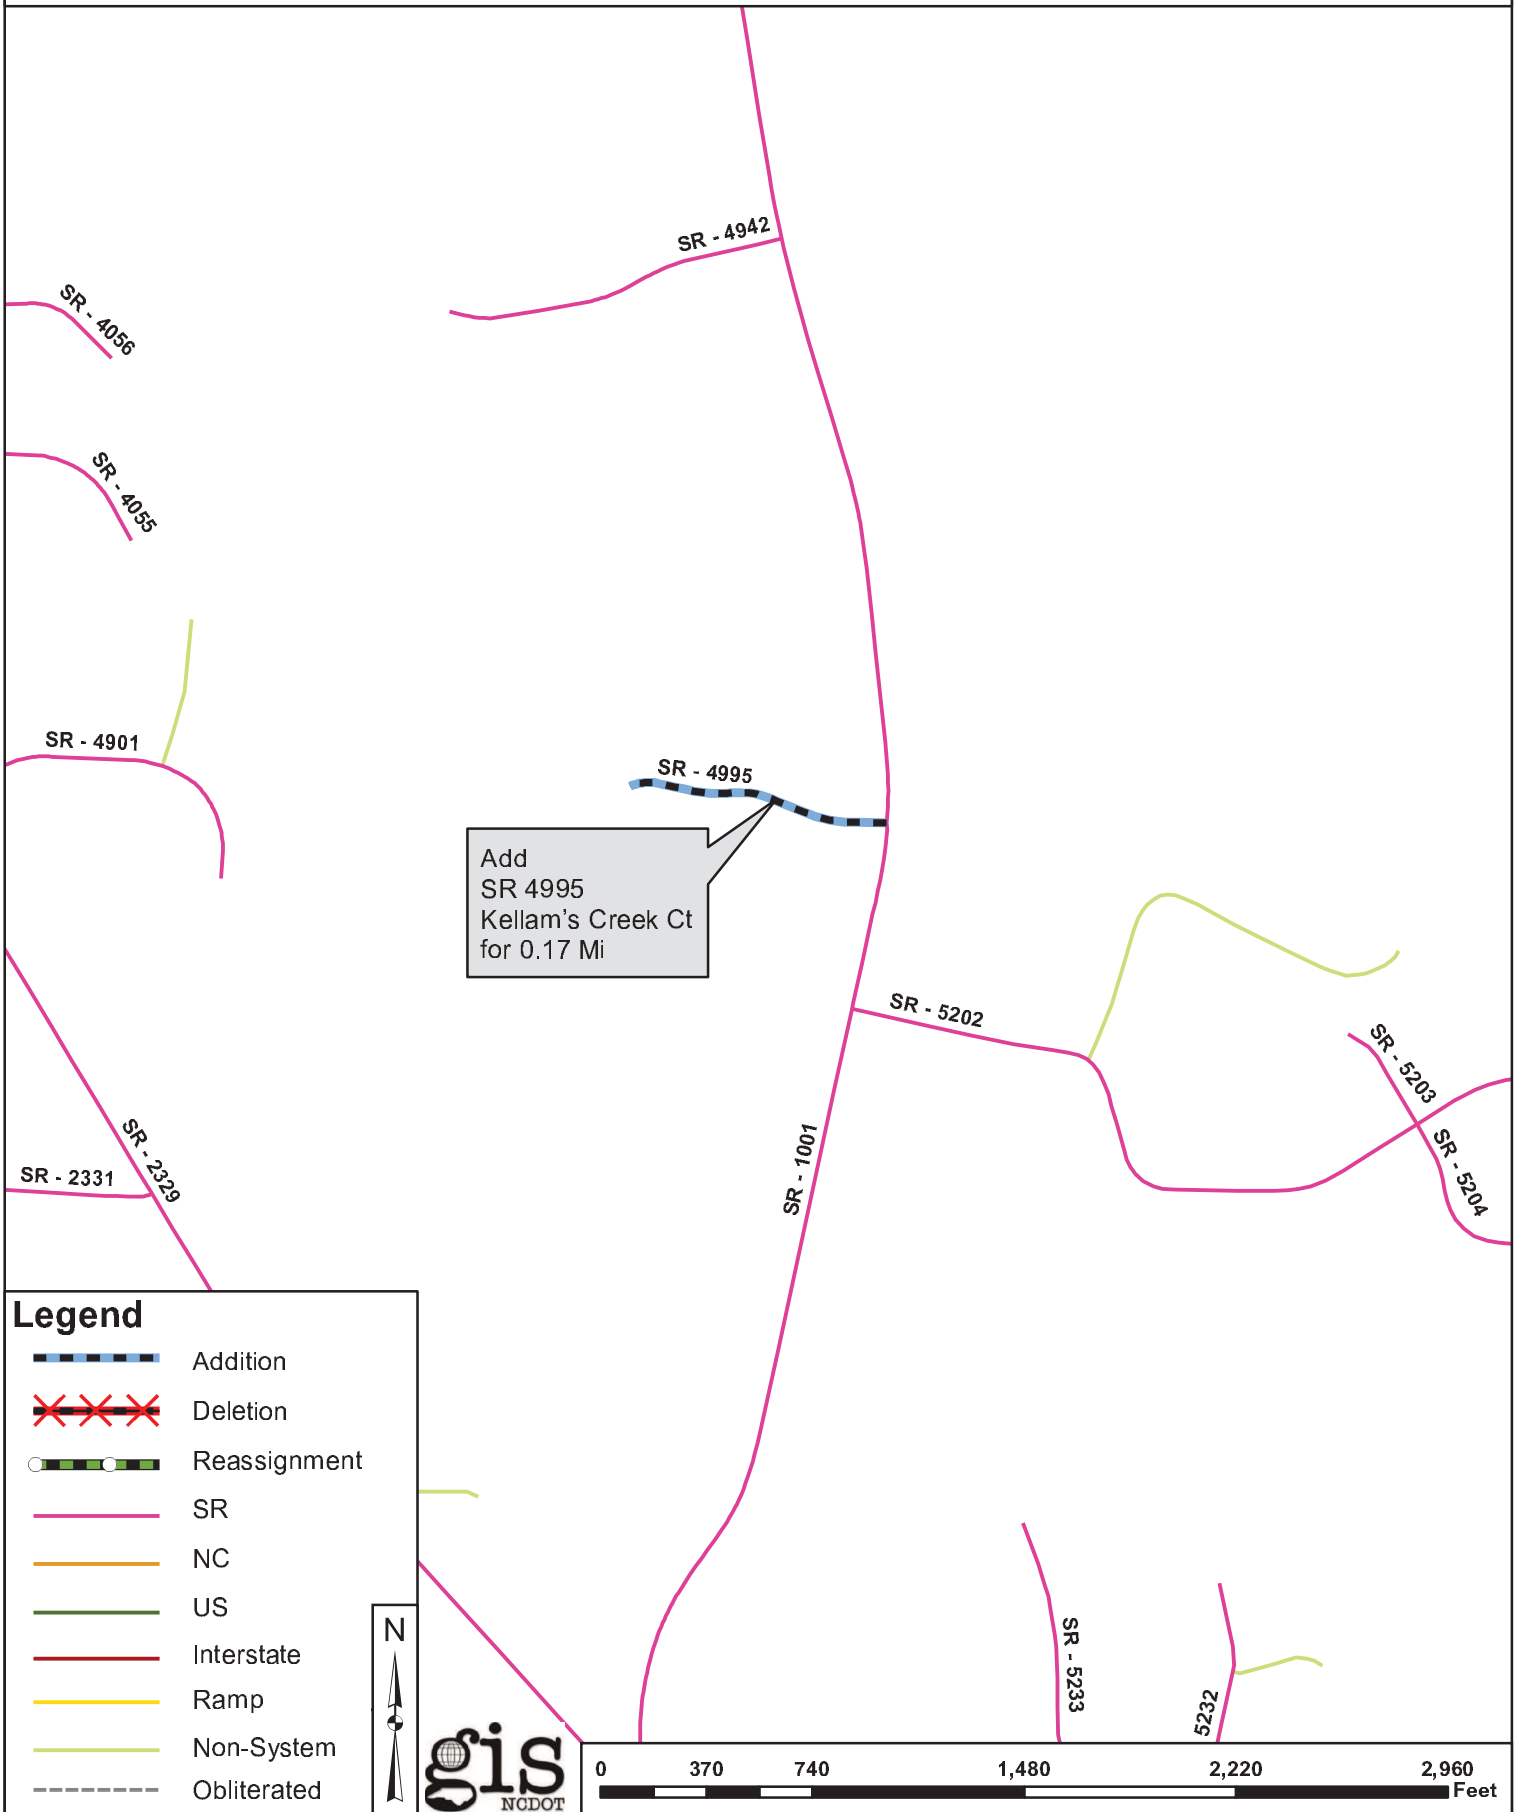 SR - 4942
SR - 4056
SR - 4055
SR - 4901
SR - 4995
Add
SR 4995
Kellam's Creek Ct
for 0.17 Mi
SR - 5202
SR - 5203
SR - 5204
SR - 1001
SR - 2329
SR - 2331
Legend
Addition
Deletion
Reassignment
SR
NC
US
Interstate
Ramp
Non-System
Obliterated
N
gis
NCDOT
SR - 5233
5232
0 370 740 1,480 2,220 2,960
Feet